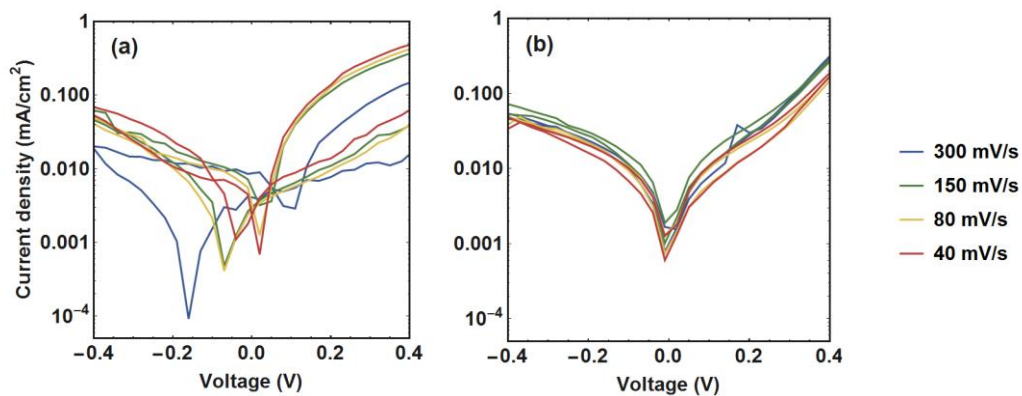 (a)
(b)
1
0.100
0.010
0.001
10⁻⁴
−0.4
−0.2
0.0
0.2
0.4
Voltage (V)
Current density (mA/cm²)
1
0.100
0.010
0.001
10⁻⁴
−0.4
−0.2
0.0
0.2
0.4
Voltage (V)
300 mV/s
150 mV/s
80 mV/s
40 mV/s